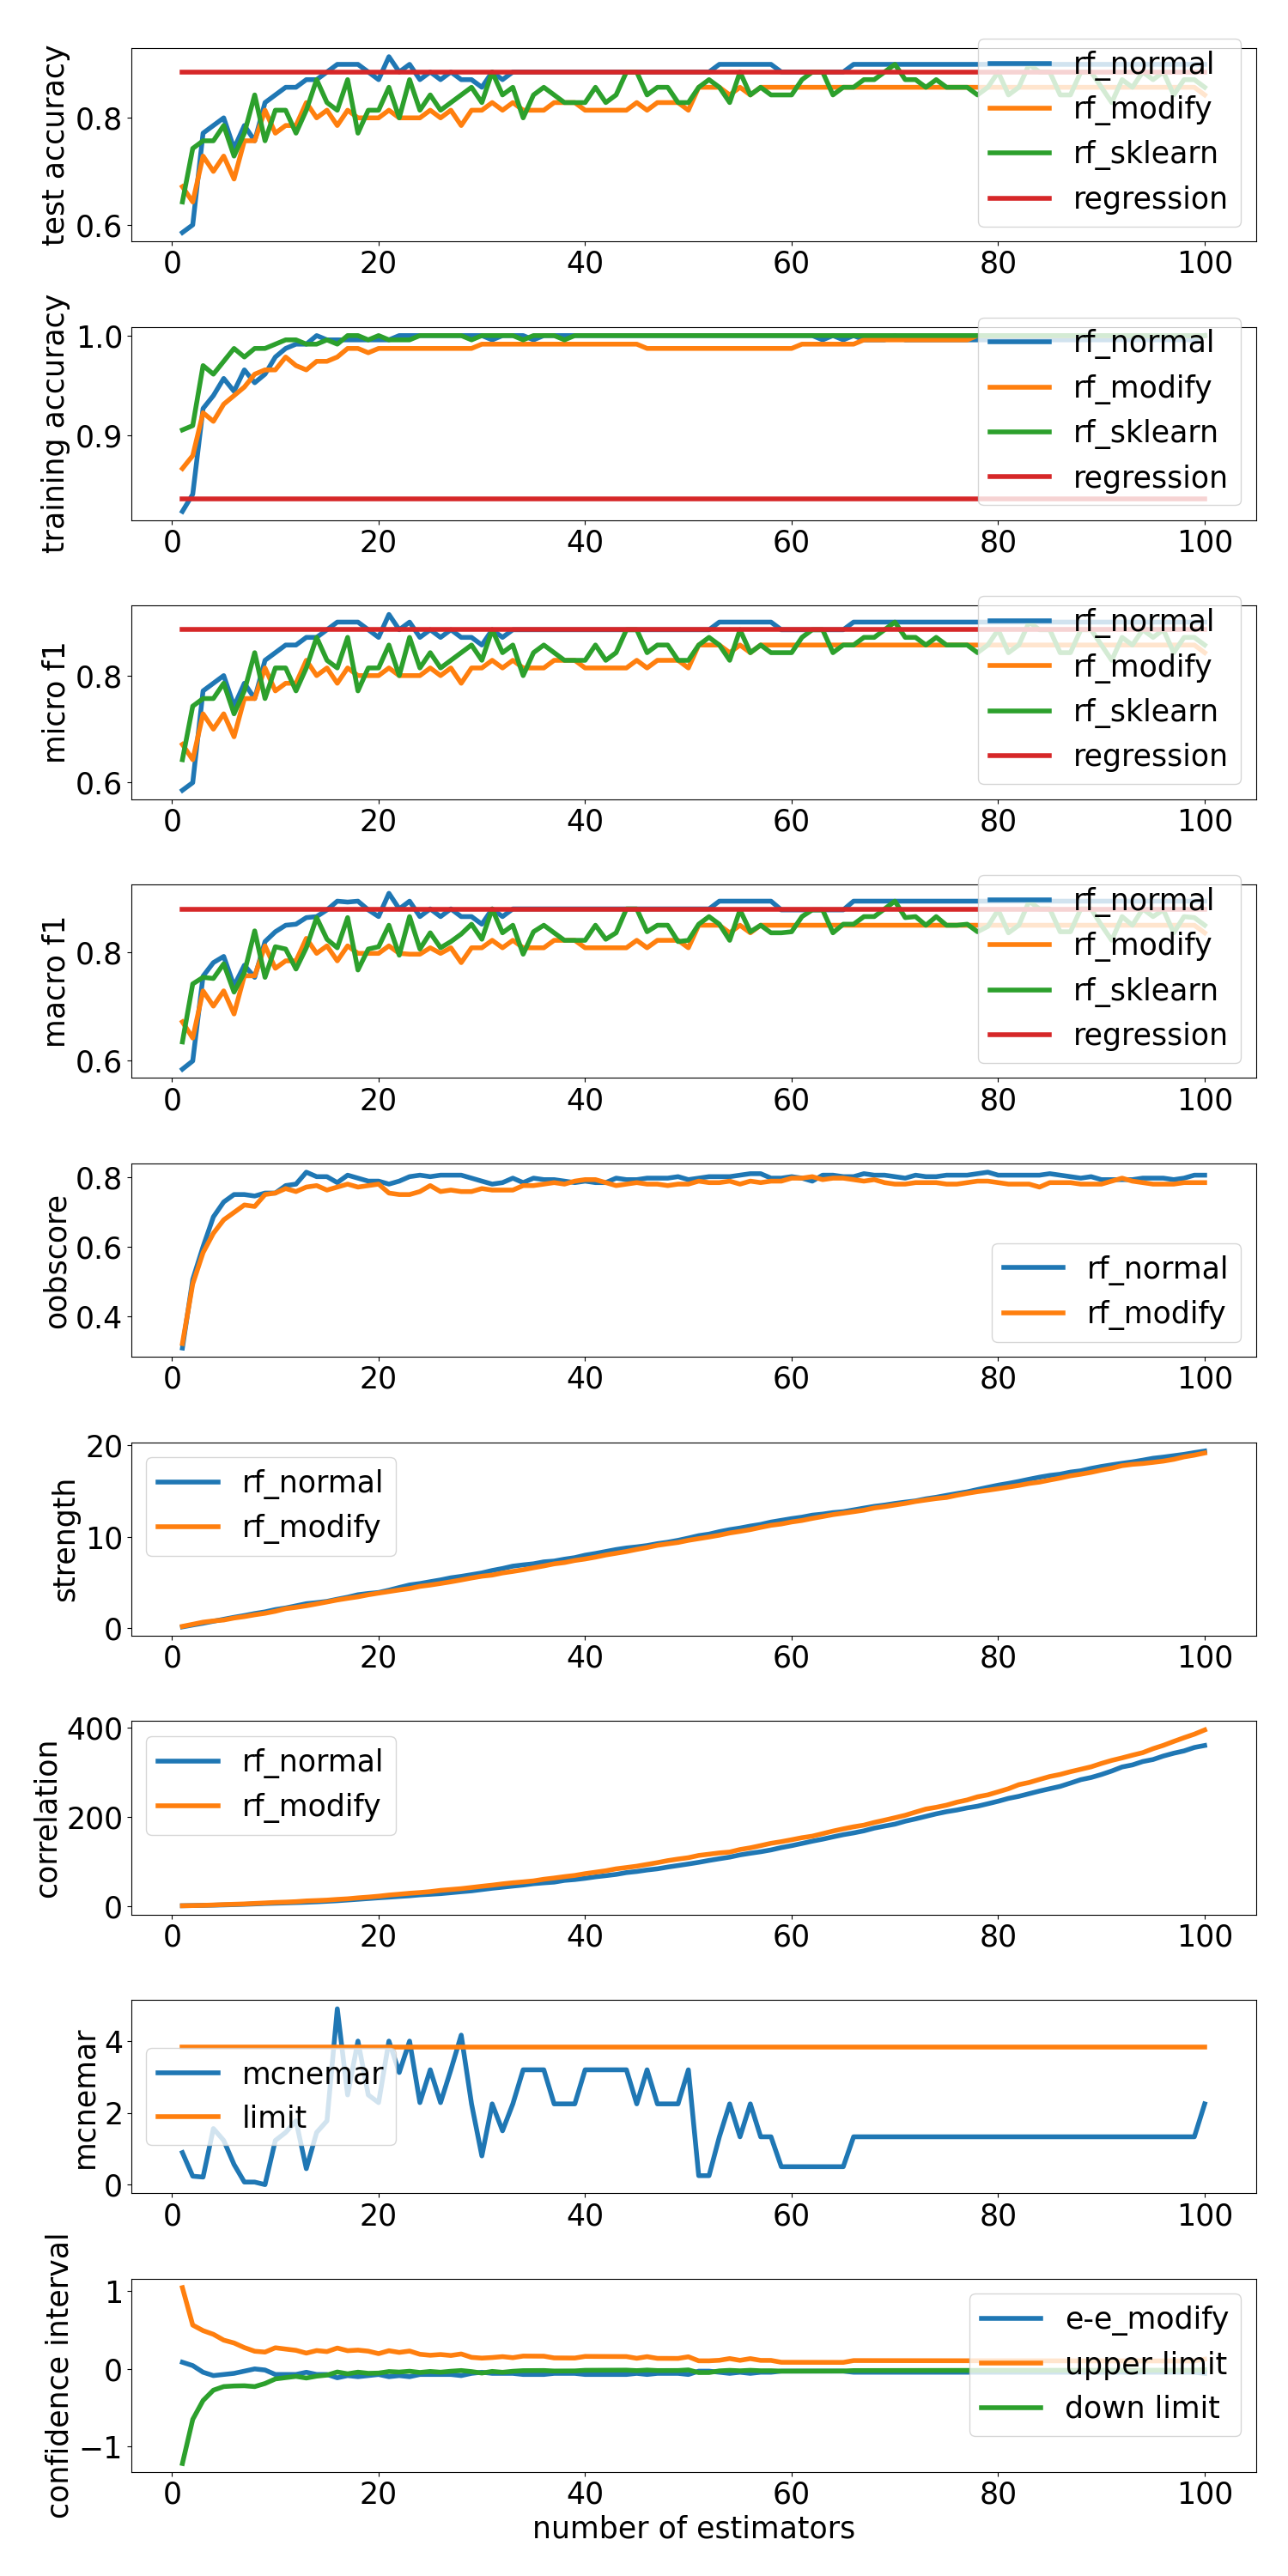 test accuracy
0.8
0.6
rf_normal
rf_modify
rf_sklearn
regression
0 20 40 60 80 100
training accuracy
1.0
0.9
rf_normal
rf_modify
rf_sklearn
regression
0 20 40 60 80 100
micro f1
0.8
0.6
rf_normal
rf_modify
rf_sklearn
regression
0 20 40 60 80 100
macro f1
0.8
0.6
rf_normal
rf_modify
rf_sklearn
regression
0 20 40 60 80 100
oobscore
0.8
0.6
0.4
rf_normal
rf_modify
0 20 40 60 80 100
strength
20
10
0
rf_normal
rf_modify
0 20 40 60 80 100
correlation
400
200
0
rf_normal
rf_modify
0 20 40 60 80 100
mcnemar
4
2
0
mcnemar
limit
0 20 40 60 80 100
confidence interval
1
0
−1
e-e_modify
upper limit
down limit
0 20 40 60 80 100
number of estimators